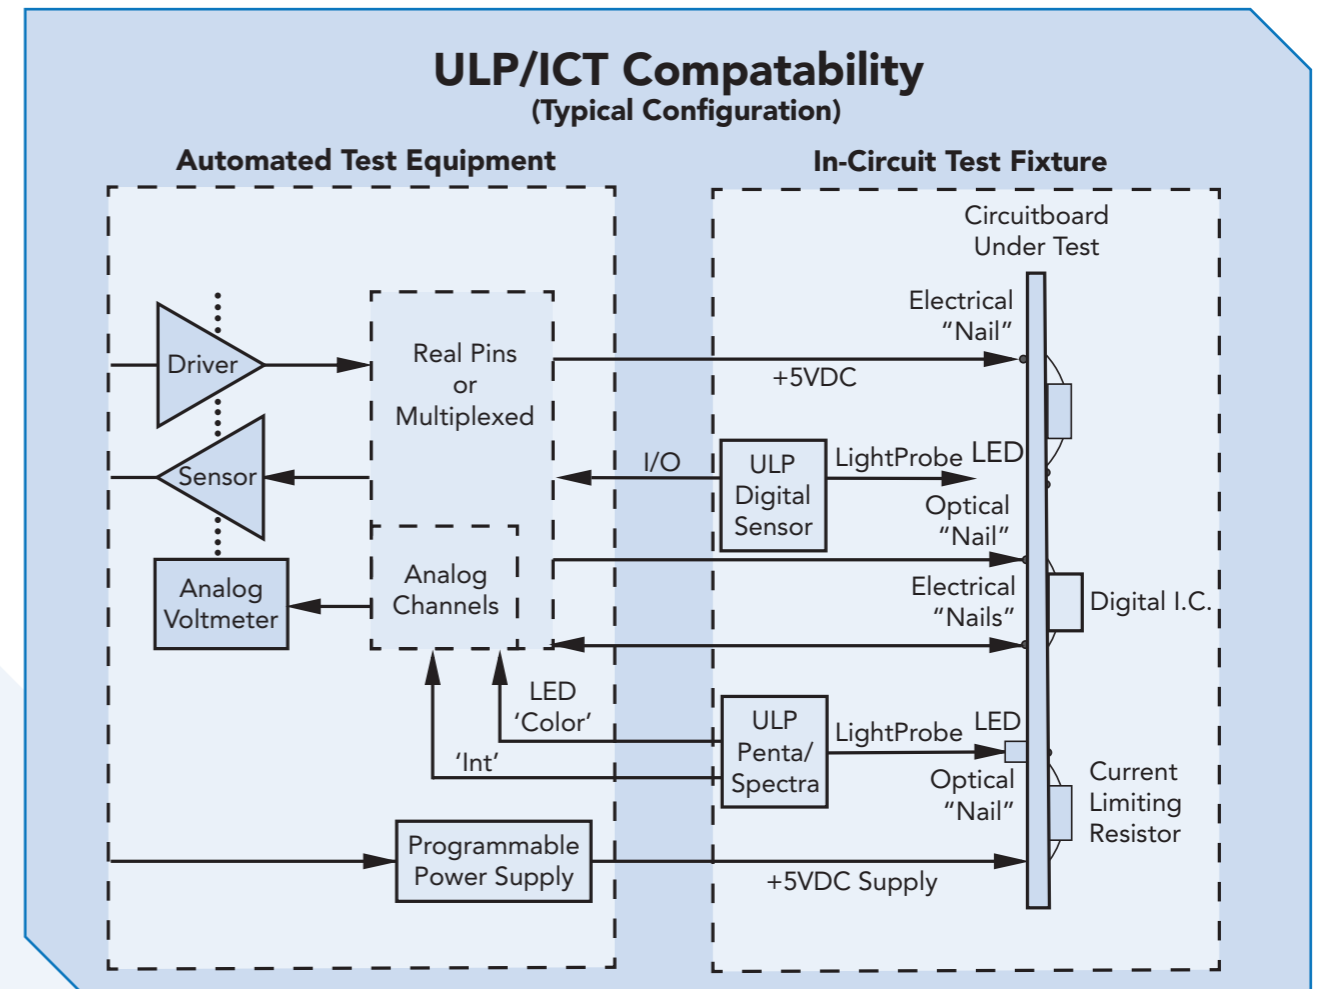 ULP/ICT Compatability
(Typical Configuration)
Automated Test Equipment
In-Circuit Test Fixture
Driver
Sensor
Analog
Voltmeter
Real Pins
or
Multiplexed
Analog
Channels
LED
‘Color’
‘Int’
Programmable
Power Supply
I/O
Circuitboard
Under Test
Electrical
“Nail”
+5VDC
ULP
Digital
Sensor
LightProbe
LED
Optical
“Nail”
Electrical
“Nails”
Digital I.C.
ULP
Penta/
Spectra
LightProbe
LED
Optical
“Nail”
Current
Limiting
Resistor
+5VDC Supply